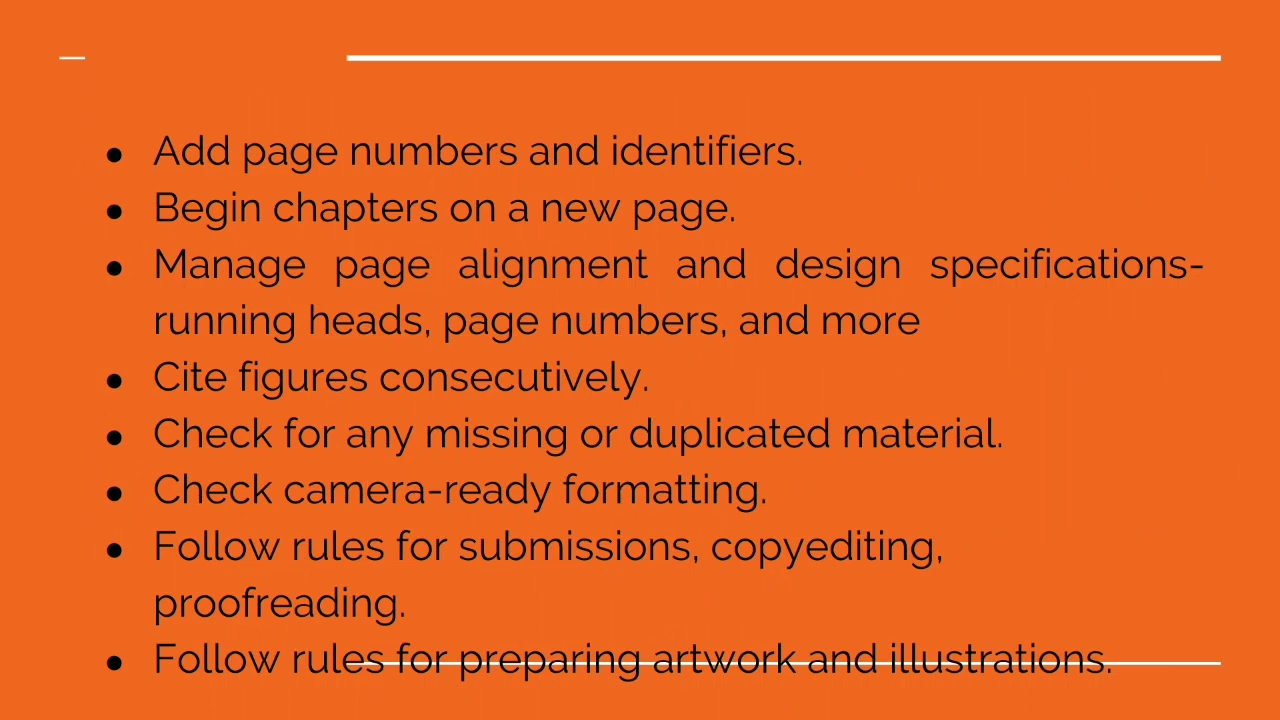 ● Add page numbers and identifiers.
● Begin chapters on a new page.
● Manage page alignment and design specifications-
running heads, page numbers, and more
● Cite figures consecutively.
● Check for any missing or duplicated material.
● Check camera-ready formatting.
● Follow rules for submissions, copyediting,
proofreading.
● Follow rules for preparing artwork and illustrations.